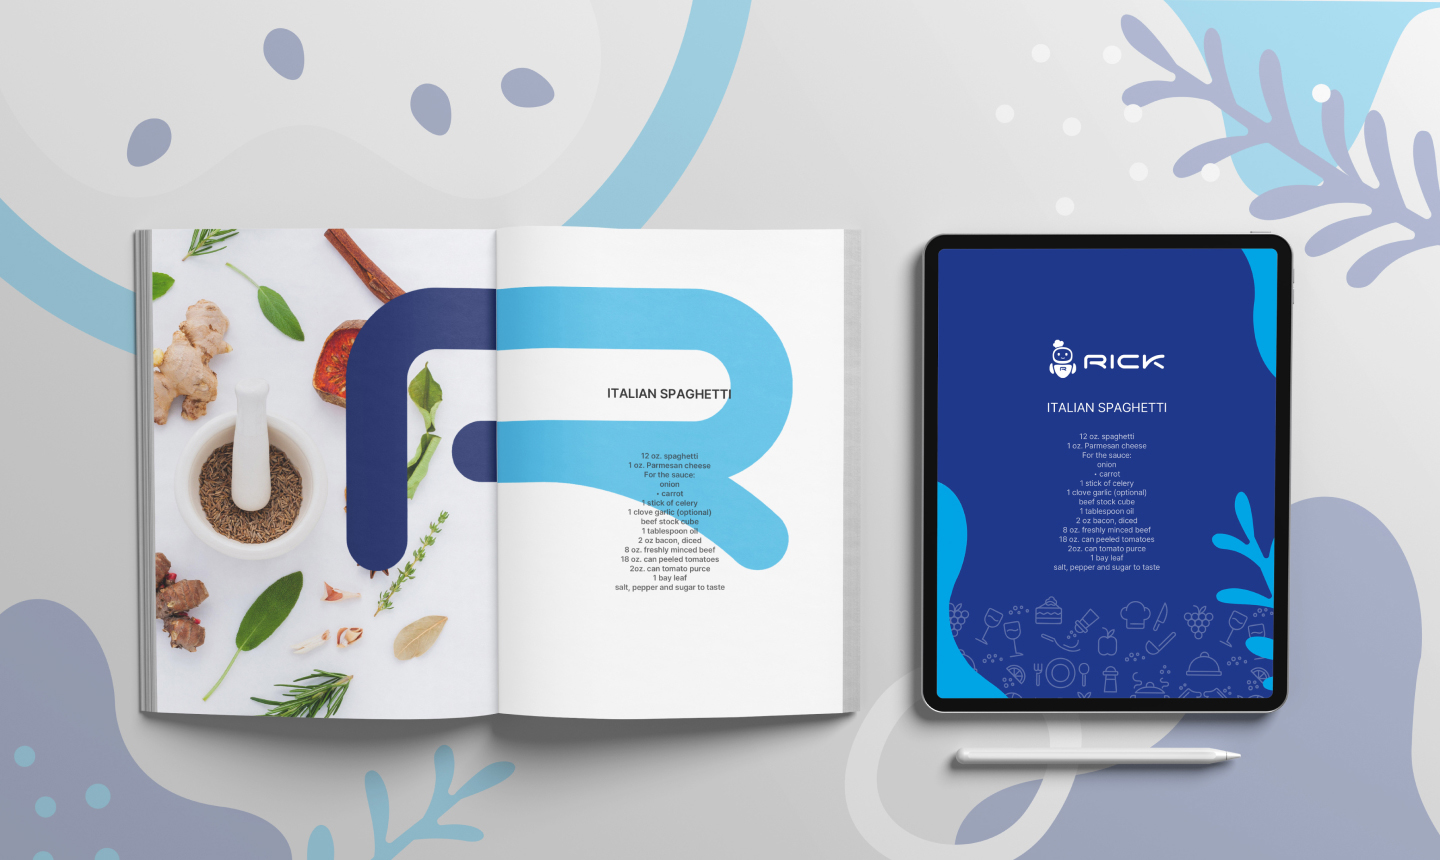 ITALIAN SPAGHETTI
12 oz. spaghetti
1 oz. Parmesan cheese
For the sauce:
onion
• carrot
1 stick of celery
1 clove garlic (optional)
beef stock cube
1 tablespoon oil
2 oz bacon, diced
8 oz. freshly minced beef
18 oz. can peeled tomatoes
2oz. can tomato purce
1 bay leaf
salt, pepper and sugar to taste
R
RICK
ITALIAN SPAGHETTI
12 oz. spaghetti
1 oz. Parmesan cheese
For the sauce:
onion
• carrot
1 stick of celery
1 clove garlic (optional)
beef stock cube
1 tablespoon oil
2 oz bacon, diced
8 oz. freshly minced beef
18 oz. can peeled tomatoes
2oz. can tomato purce
1 bay leaf
salt, pepper and sugar to taste